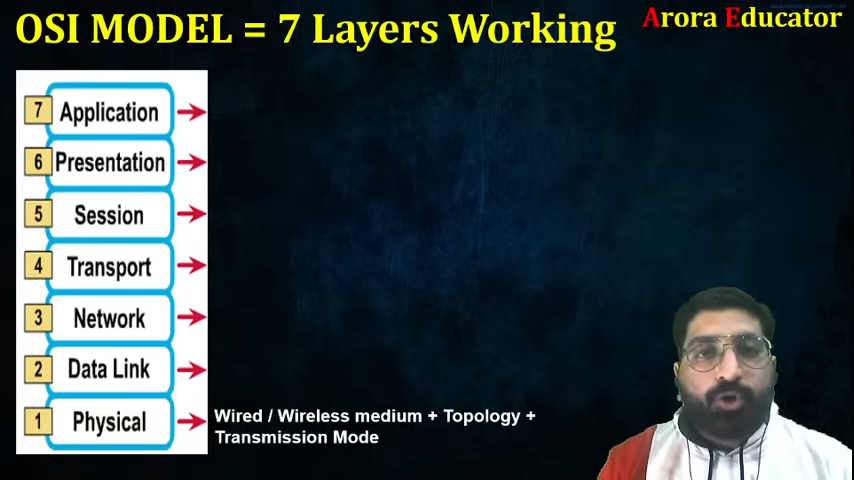 OSI MODEL = 7 Layers Working
Arora Educator
7 Application
6 Presentation
5 Session
4 Transport
3 Network
2 Data Link
1 Physical
Wired / Wireless medium + Topology +
Transmission Mode